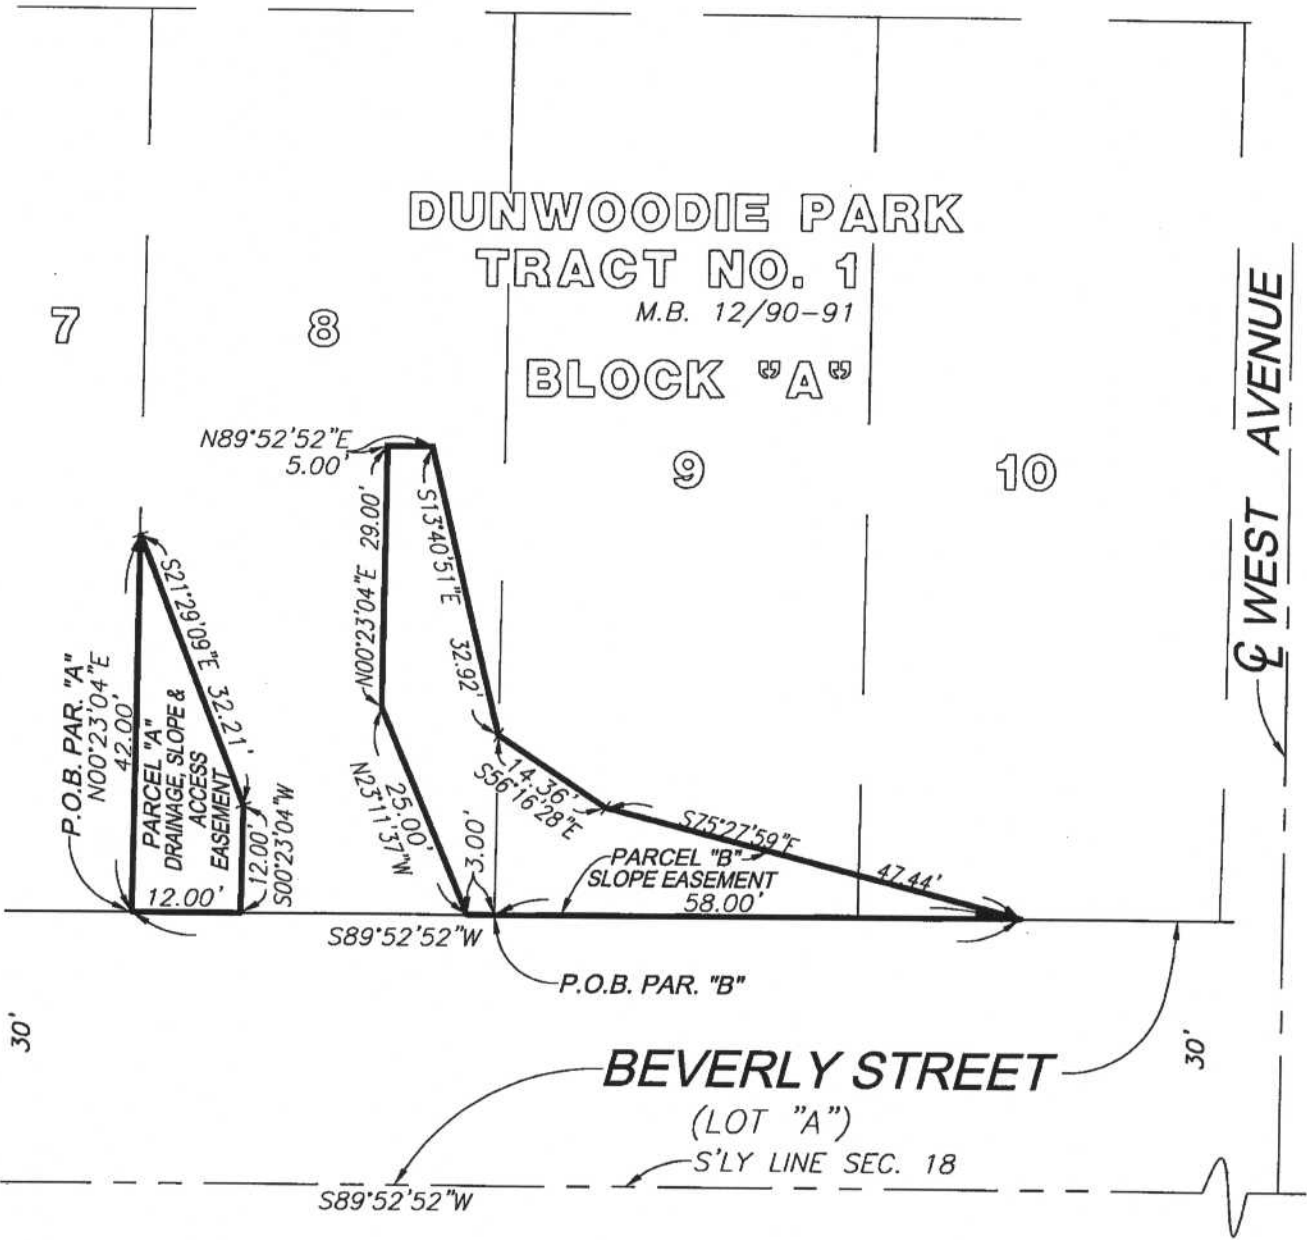 DUNWOODIE PARK
TRACT NO. 1
M.B. 12/90-91
BLOCK "A"
7
8
9
10
℄ WEST AVENUE
N89°52'52"E
5.00'
N00°23'04"E 29.00'
S13°40'51"E 32.92'
S21°29'09"E 32.21'
P.O.B. PAR. "A"
N00°23'04"E
42.00'
PARCEL "A"
DRAINAGE, SLOPE &
ACCESS
EASEMENT
12.00'
12.00'
S00°23'04"W
25.00'
N23°11'37"W
3.00'
14.36'
S56°16'28"E
S75°27'59"E 47.44'
PARCEL "B"
SLOPE EASEMENT
58.00'
S89°52'52"W
P.O.B. PAR. "B"
30'
30'
BEVERLY STREET
(LOT "A")
S'LY LINE SEC. 18
S89°52'52"W